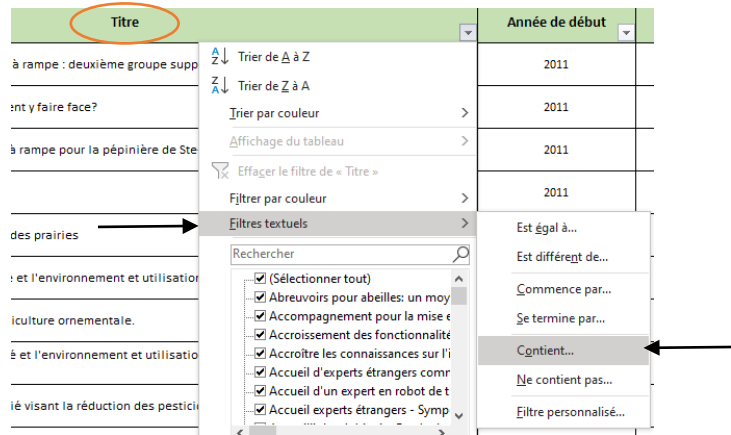 Titre
Année de début
à rampe : deuxième groupe supp
2011
ent y faire face?
2011
à rampe pour la pépinière de Ste
2011
2011
des prairies
et l'environnement et utilisation
iculture ornementale.
é et l'environnement et utilisatio
ié visant la réduction des pestici
Trier de A à Z
Trier de Z à A
Trier par couleur
Affichage du tableau
Effacer le filtre de « Titre »
Filtrer par couleur
Filtres textuels
Rechercher
(Sélectionner tout)
Abreuvoirs pour abeilles: un moy
Accompagnement pour la mise e
Accroissement des fonctionnalité
Accroître les connaissances sur l'i
Accueil d'experts étrangers comr
Accueil d'un expert en robot de t
Accueil experts étrangers - Symp
Est égal à...
Est différent de...
Commence par...
Se termine par...
Contient...
Ne contient pas...
Filtre personnalisé...